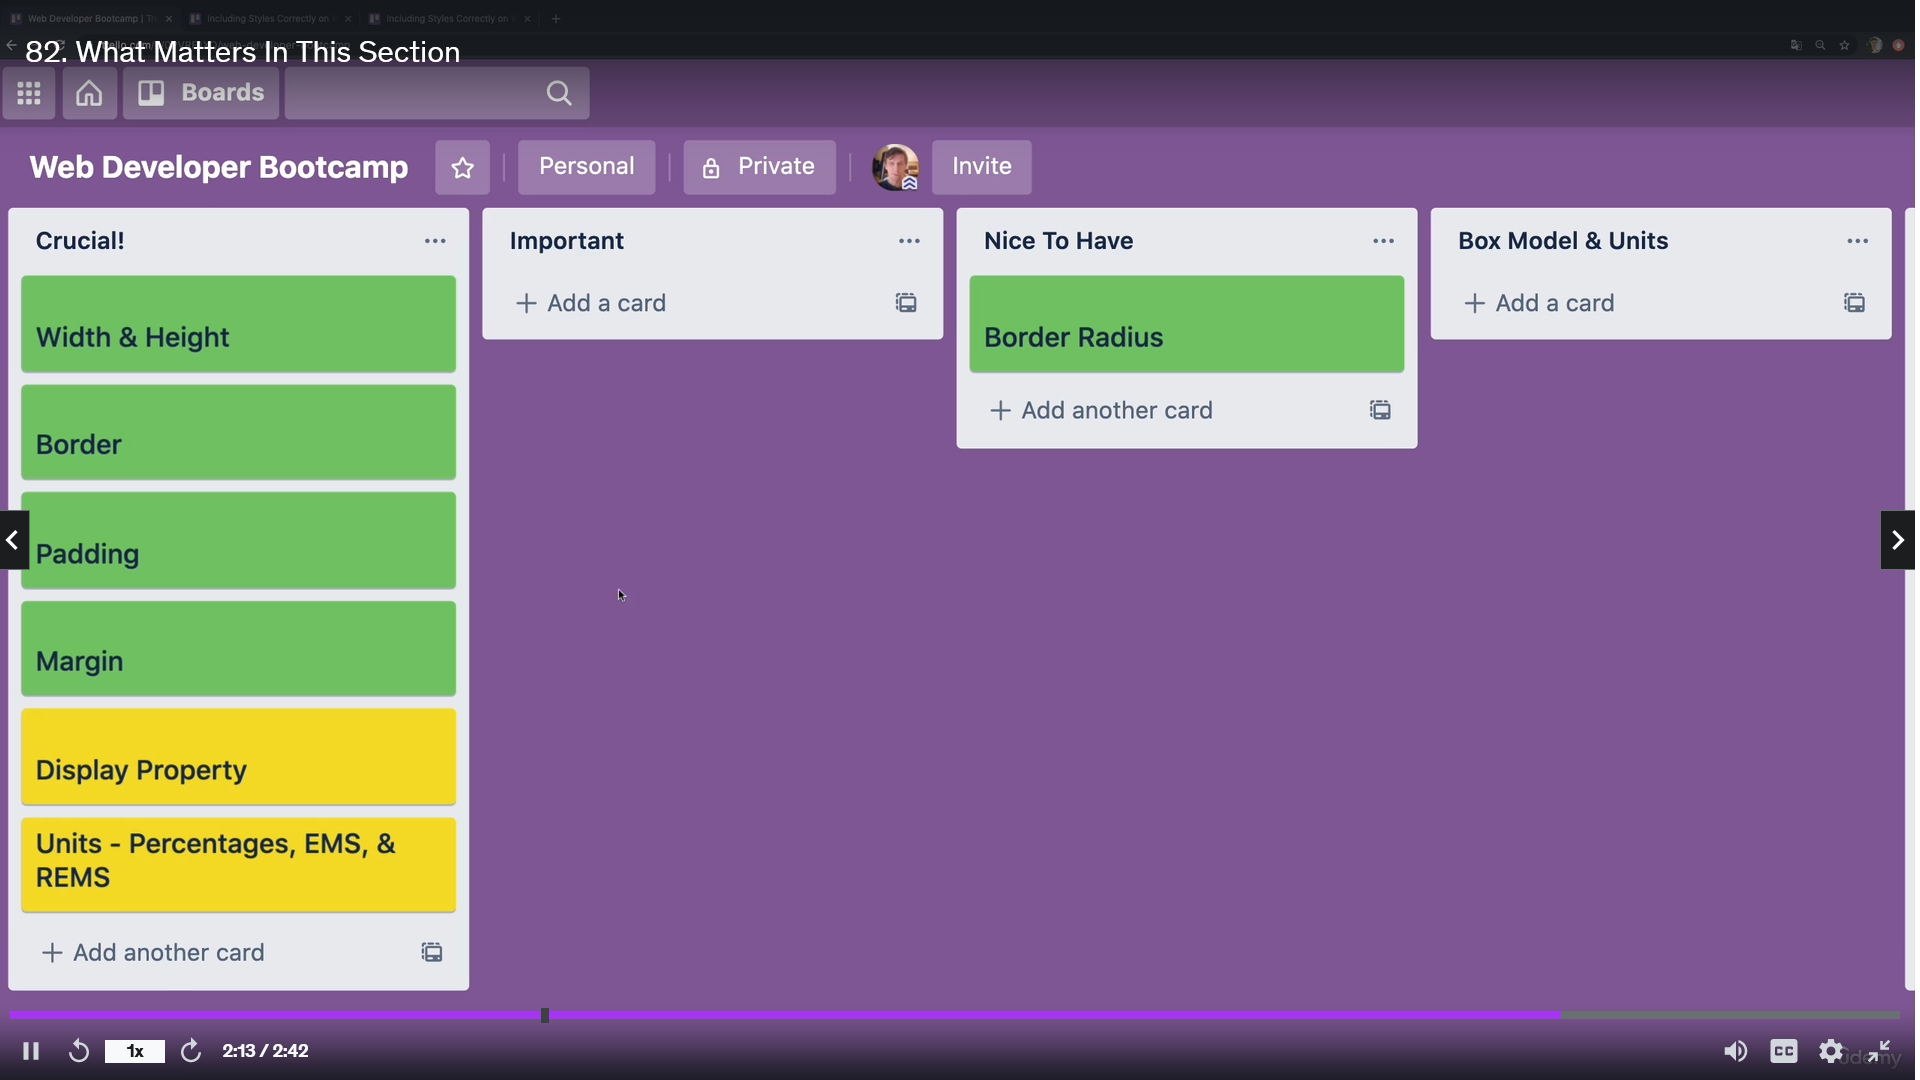 Web Developer Bootcamp | Tr
Including Styles Correctly on
Including Styles Correctly on
82. What Matters In This Section
Boards
Web Developer Bootcamp
Personal
Private
Invite
Crucial!
Width & Height
Border
Padding
Margin
Display Property
Units - Percentages, EMS, &
REMS
Add another card
Important
Add a card
Nice To Have
Border Radius
Add another card
Box Model & Units
Add a card
1x
2:13 / 2:42
CC
udemy